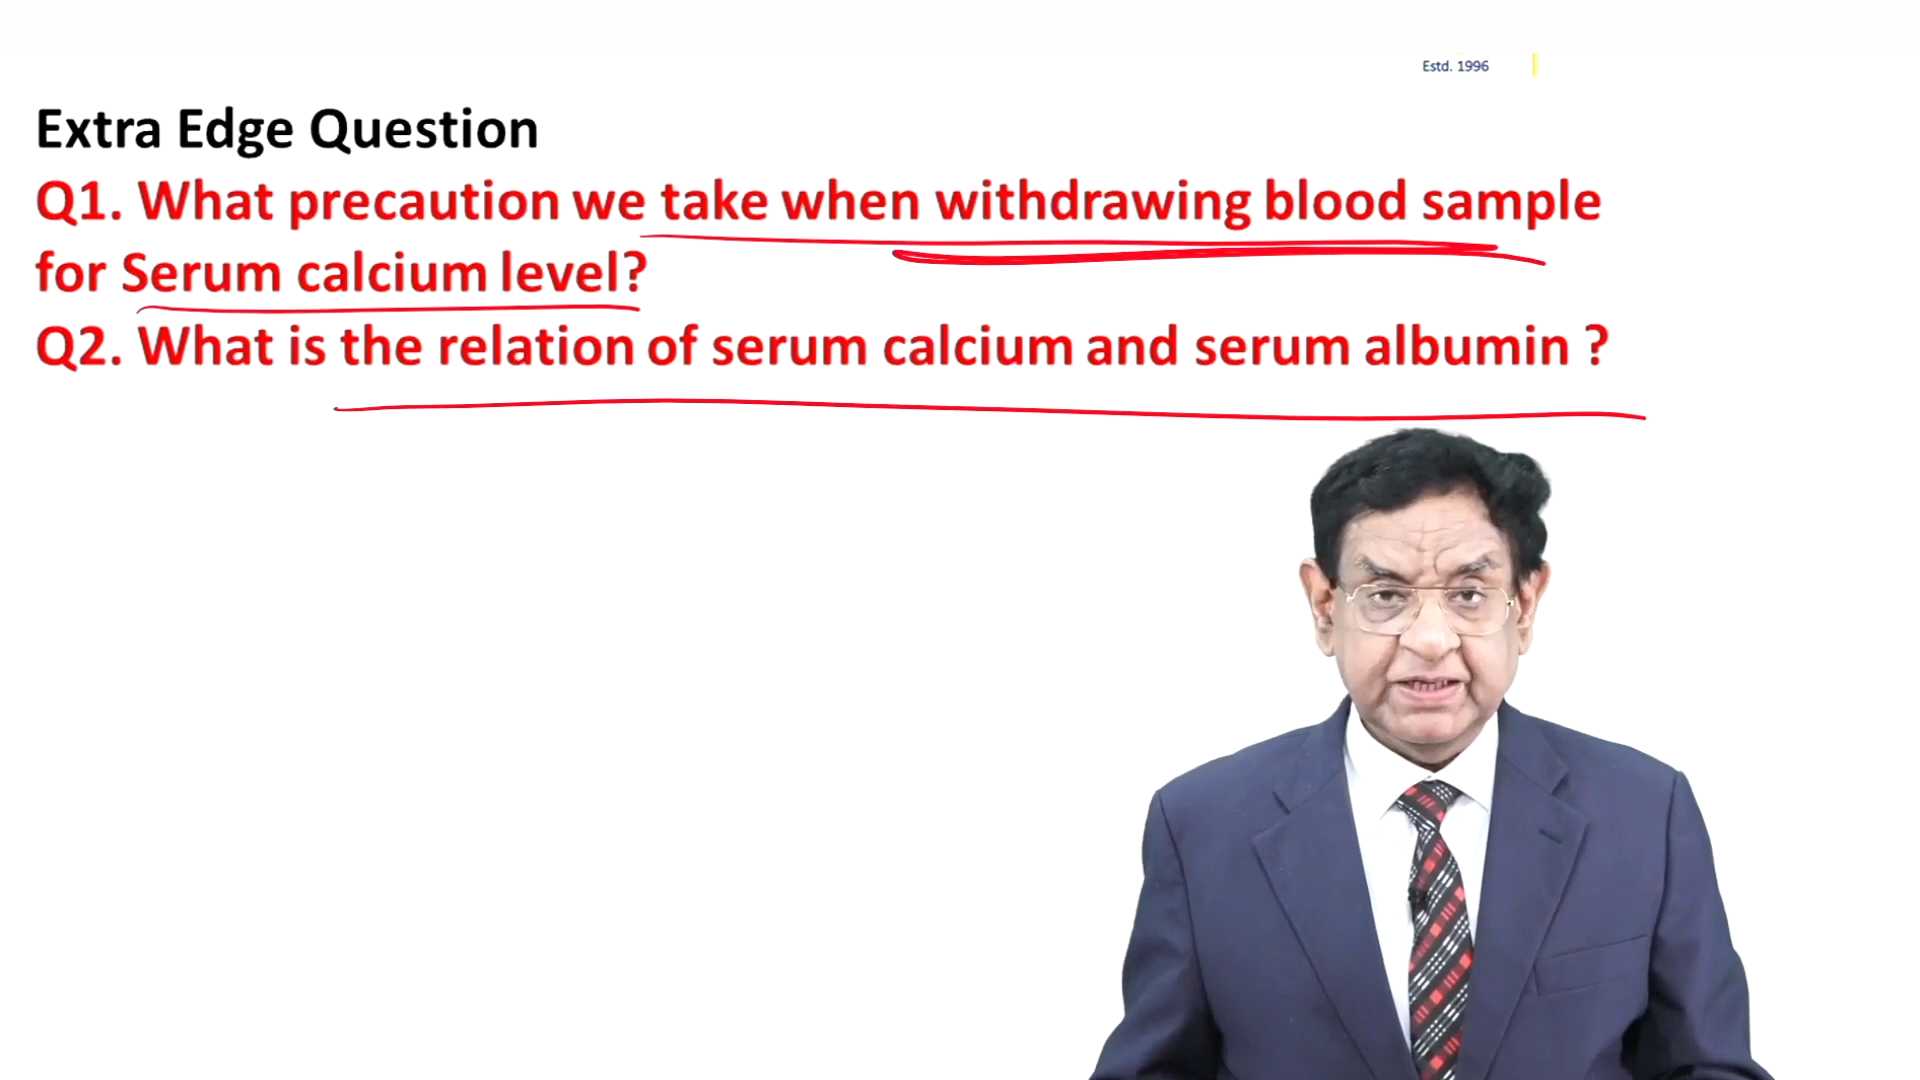 Estd. 1996
Extra Edge Question
Q1. What precaution we take when withdrawing blood sample
for Serum calcium level?
Q2. What is the relation of serum calcium and serum albumin ?